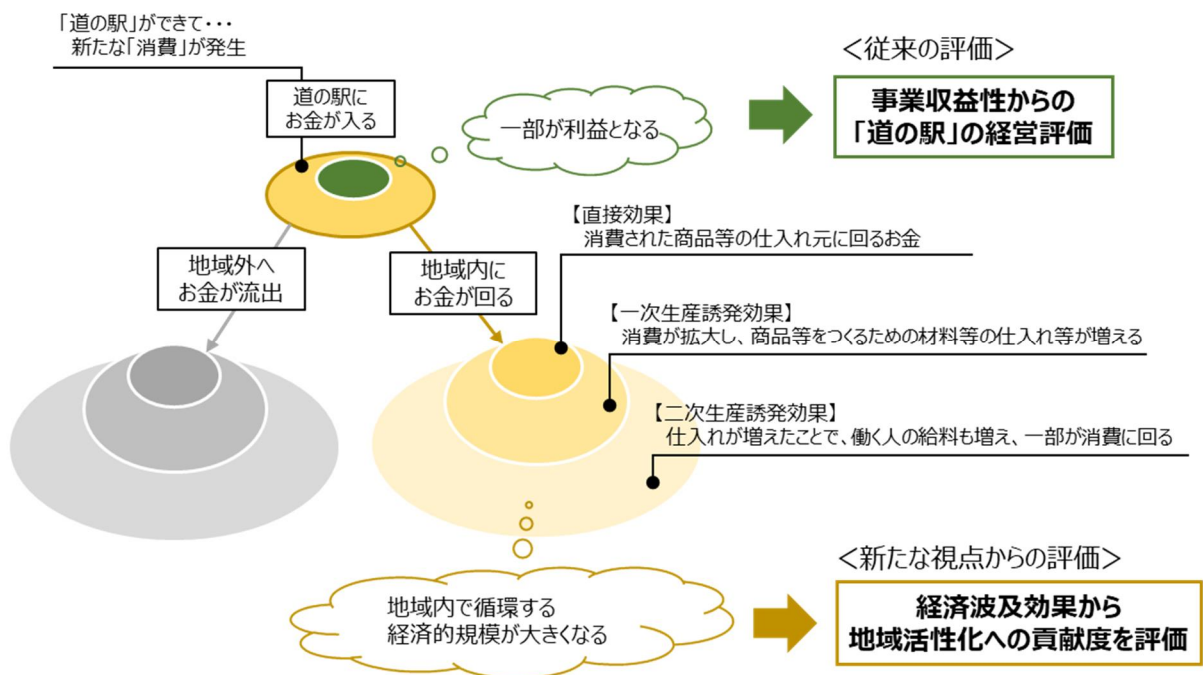 「道の駅」ができて・・・
新たな「消費」が発生
道の駅に
お金が入る
一部が利益となる
＜従来の評価＞
事業収益性からの
「道の駅」の経営評価
地域外へ
お金が流出
地域内に
お金が回る
【直接効果】
消費された商品等の仕入れ元に回るお金
【一次生産誘発効果】
消費が拡大し、商品等をつくるための材料等の仕入れ等が増える
【二次生産誘発効果】
仕入れが増えたことで、働く人の給料も増え、一部が消費に回る
地域内で循環する
経済的規模が大きくなる
＜新たな視点からの評価＞
経済波及効果から
地域活性化への貢献度を評価